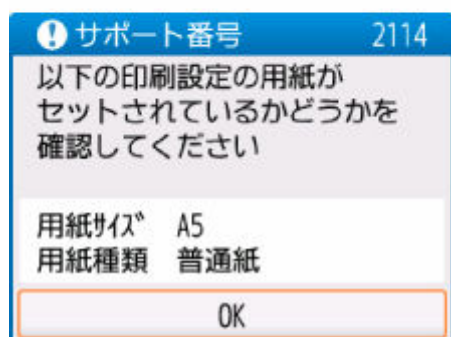 サポート番号 2114
以下の印刷設定の用紙が
セットされているかどうかを
確認してください
用紙ｻｲｽﾞ A5
用紙種類 普通紙
OK